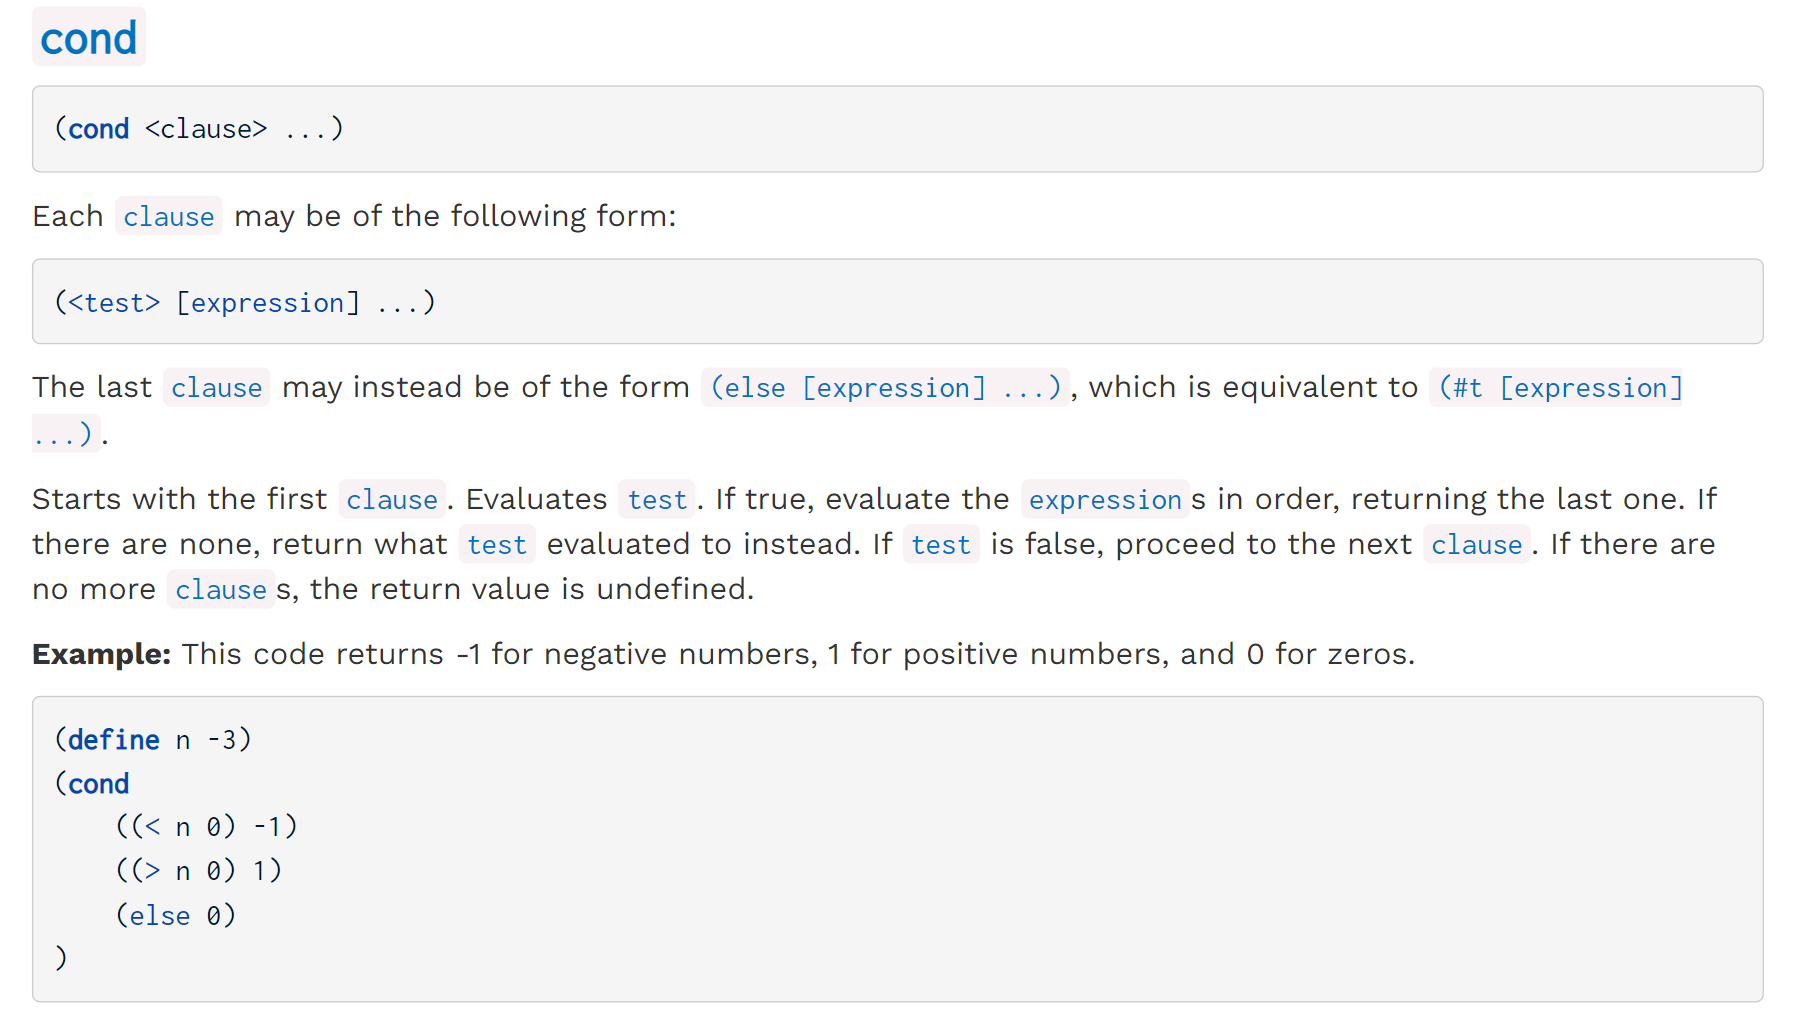 cond
(cond <clause> ...)
Each clause may be of the following form:
(<test> [expression] ...)
The last clause may instead be of the form (else [expression] ...), which is equivalent to (#t [expression]
...).
Starts with the first clause. Evaluates test. If true, evaluate the expressions in order, returning the last one. If
there are none, return what test evaluated to instead. If test is false, proceed to the next clause. If there are
no more clauses, the return value is undefined.
Example: This code returns -1 for negative numbers, 1 for positive numbers, and 0 for zeros.
(define n -3)
(cond
    ((< n 0) -1)
    ((> n 0) 1)
    (else 0)
)